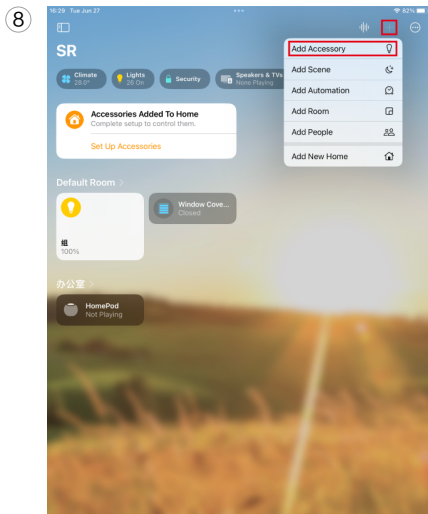 8
16:29 Tue Jun 27
82%
SR
Climate
28.0°
Lights
26 On
Security
Speakers & TVs
None Playing
Add Accessory
Add Scene
Add Automation
Add Room
Add People
Add New Home
Accessories Added To Home
Complete setup to control them.
Set Up Accessories
Default Room
组
100%
Window Cove...
Closed
办公室
HomePod
Not Playing